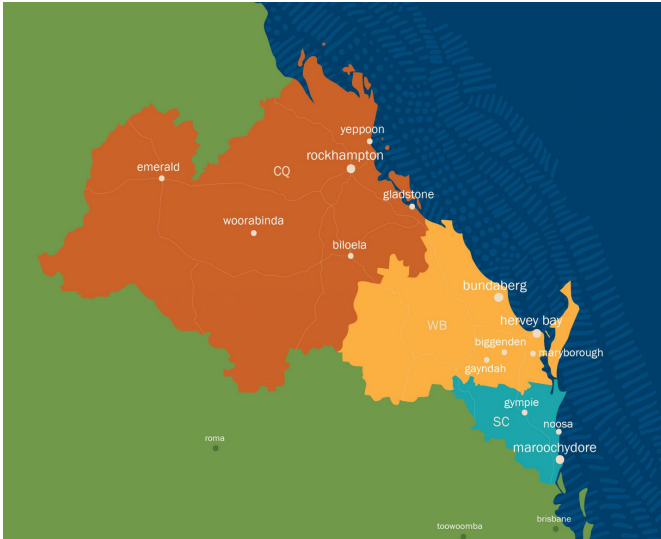 yeppoon
rockhampton
emerald
CQ
gladstone
woorabinda
biloela
bundaberg
WB
hervey bay
biggenden
maryborough
gayndah
gympie
SC
noosa
roma
maroochydore
brisbane
toowoomba